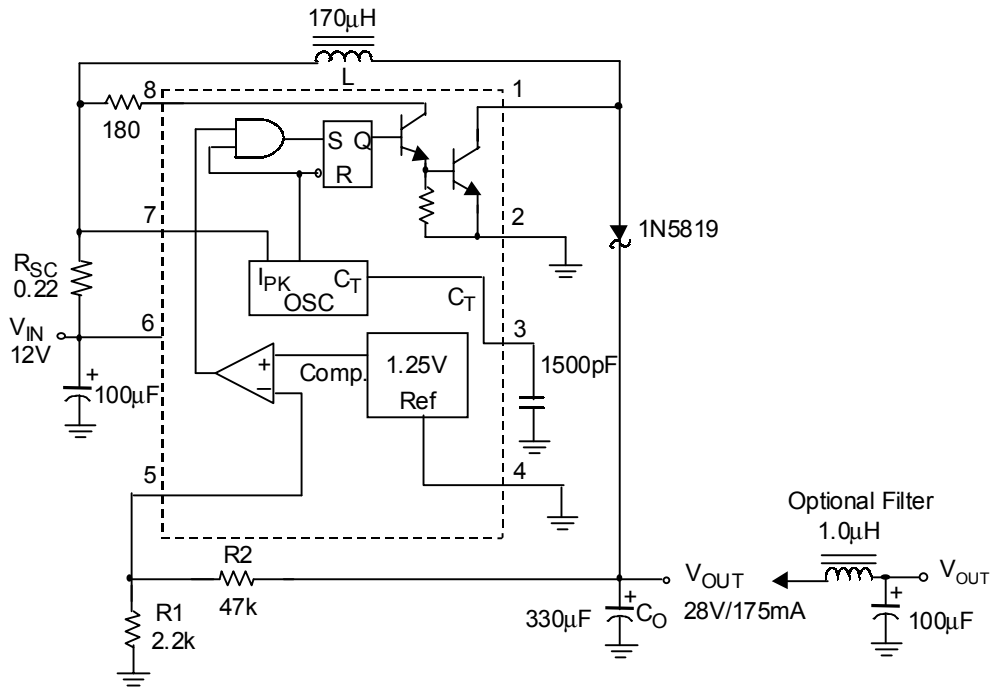 170μH
L
8
1
180
S Q
R
2
1N5819
7
I_PK C_T
OSC
R_SC
0.22
C_T
V_IN
12V
6
3
1500pF
+
Comp.
1.25V
Ref
+
100μF
−
5
4
Optional Filter
1.0μH
R2
47k
V_OUT
28V/175mA
V_OUT
R1
2.2k
330μF
+
C_O
+
100μF